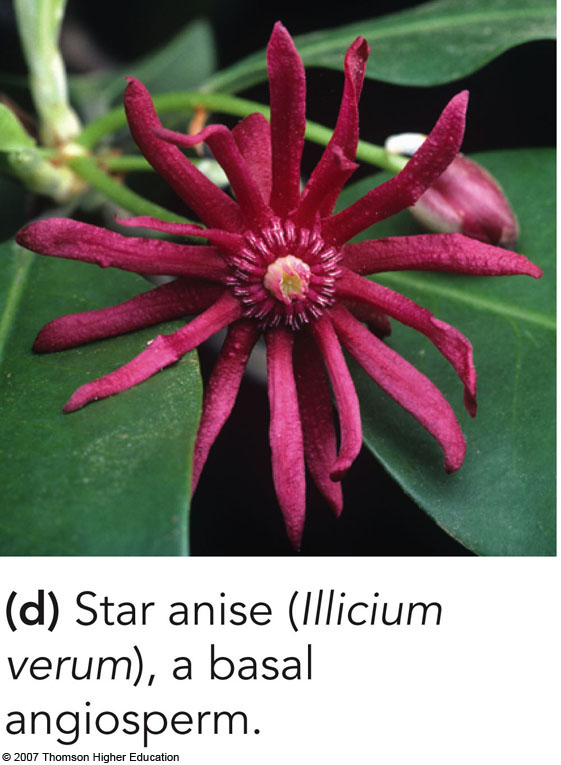 (d) Star anise (Illicium
verum), a basal
angiosperm.
© 2007 Thomson Higher Education